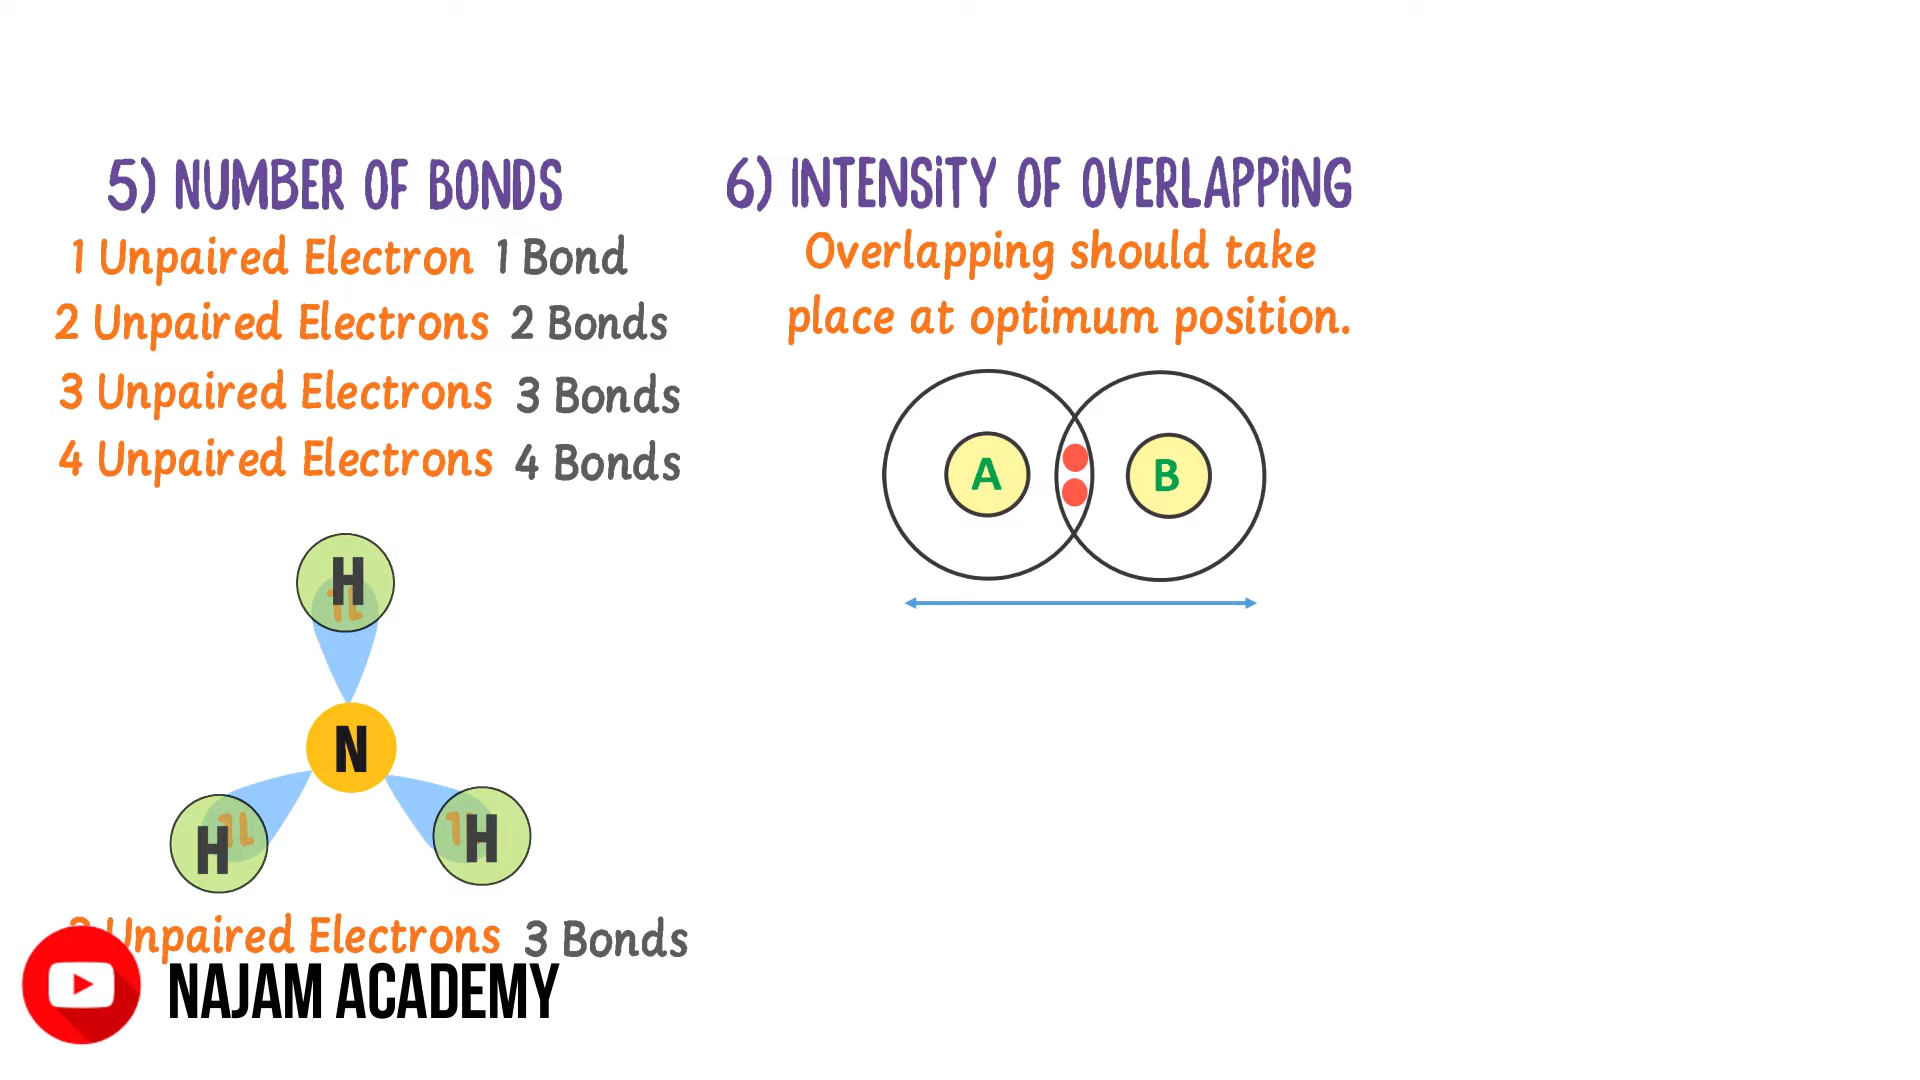 5) NUMBER OF BONDS
1 Unpaired Electron 1 Bond
2 Unpaired Electrons 2 Bonds
3 Unpaired Electrons 3 Bonds
4 Unpaired Electrons 4 Bonds
H
N
H
H
Unpaired Electrons 3 Bonds
NAJAM ACADEMY
6) INTENSITY OF OVERLAPPING
Overlapping should take
place at optimum position.
A B